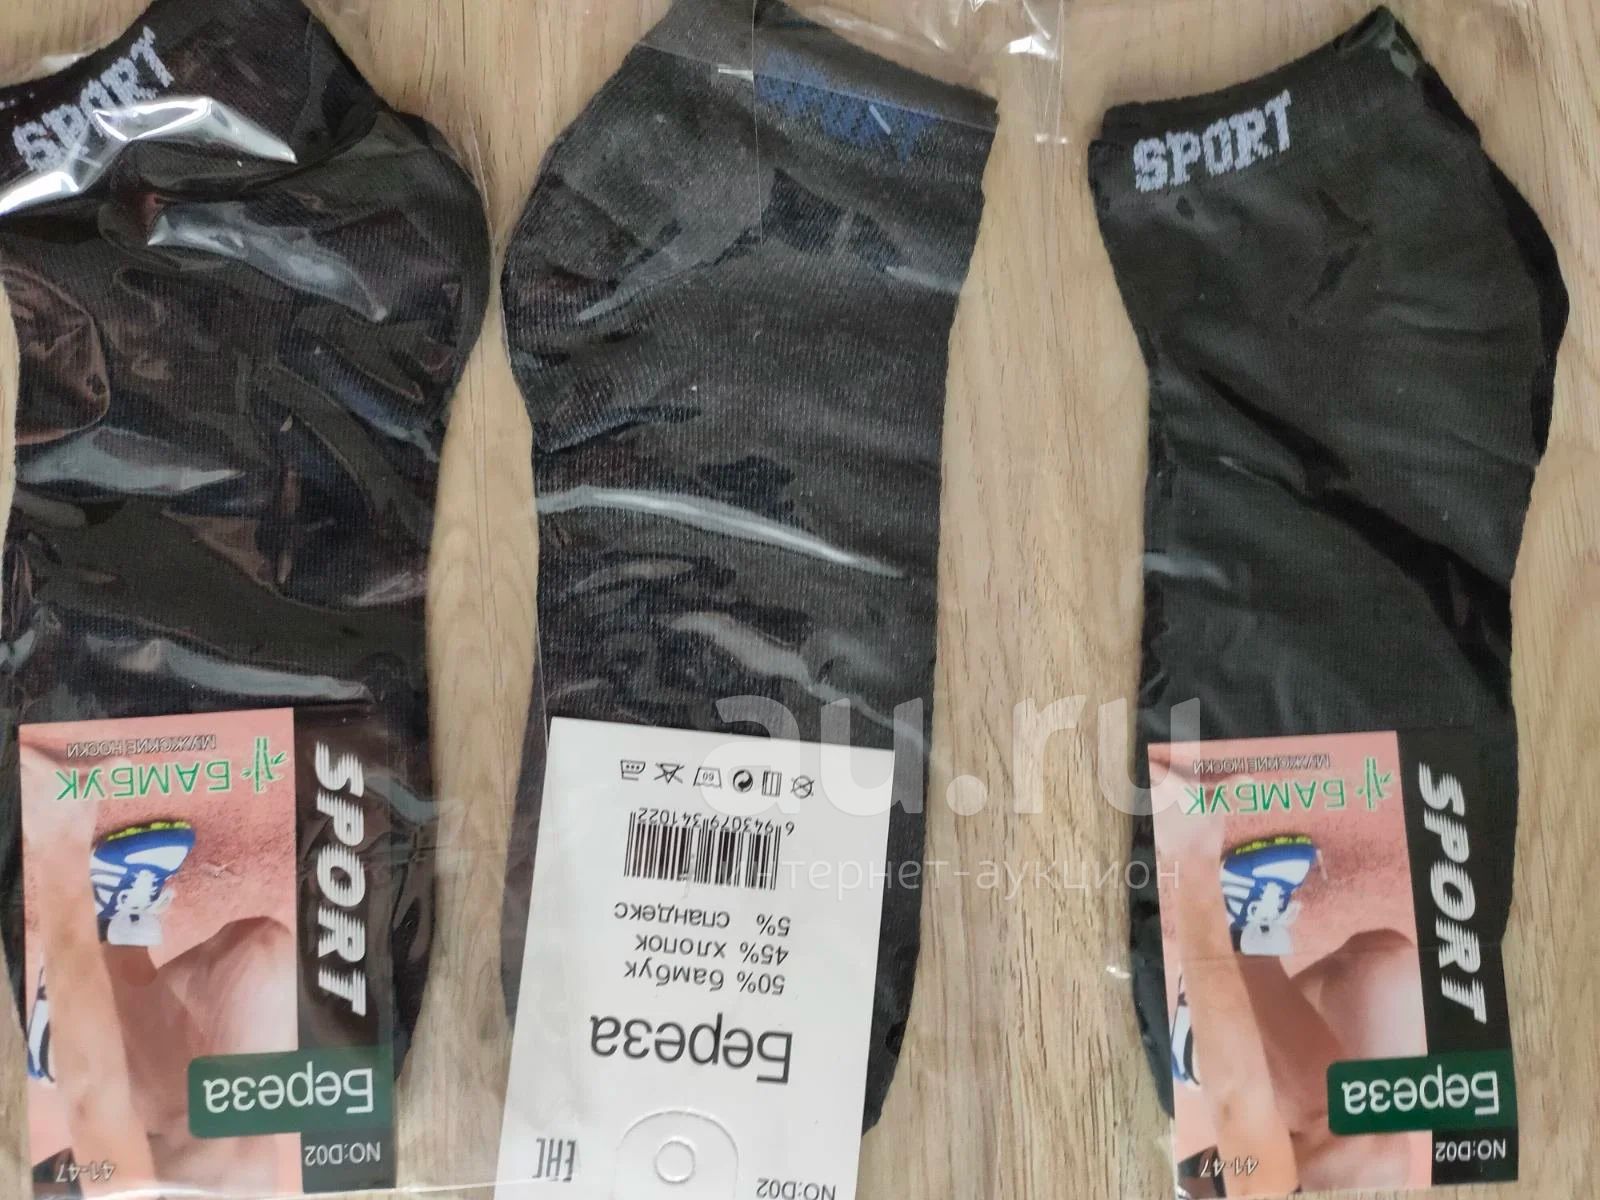 SPORT
SPORT
NO:D02
41-47
Береза
SPORT
БАМБУК
МУЖСКИЕ НОСКИ
NO:D02
EAC
Береза
50% бамбук
45% хлопок
5% спандекс
6 943079 341022
60
NO:D02
41-47
Береза
SPORT
БАМБУК
МУЖСКИЕ НОСКИ
au.ru
интернет-аукцион